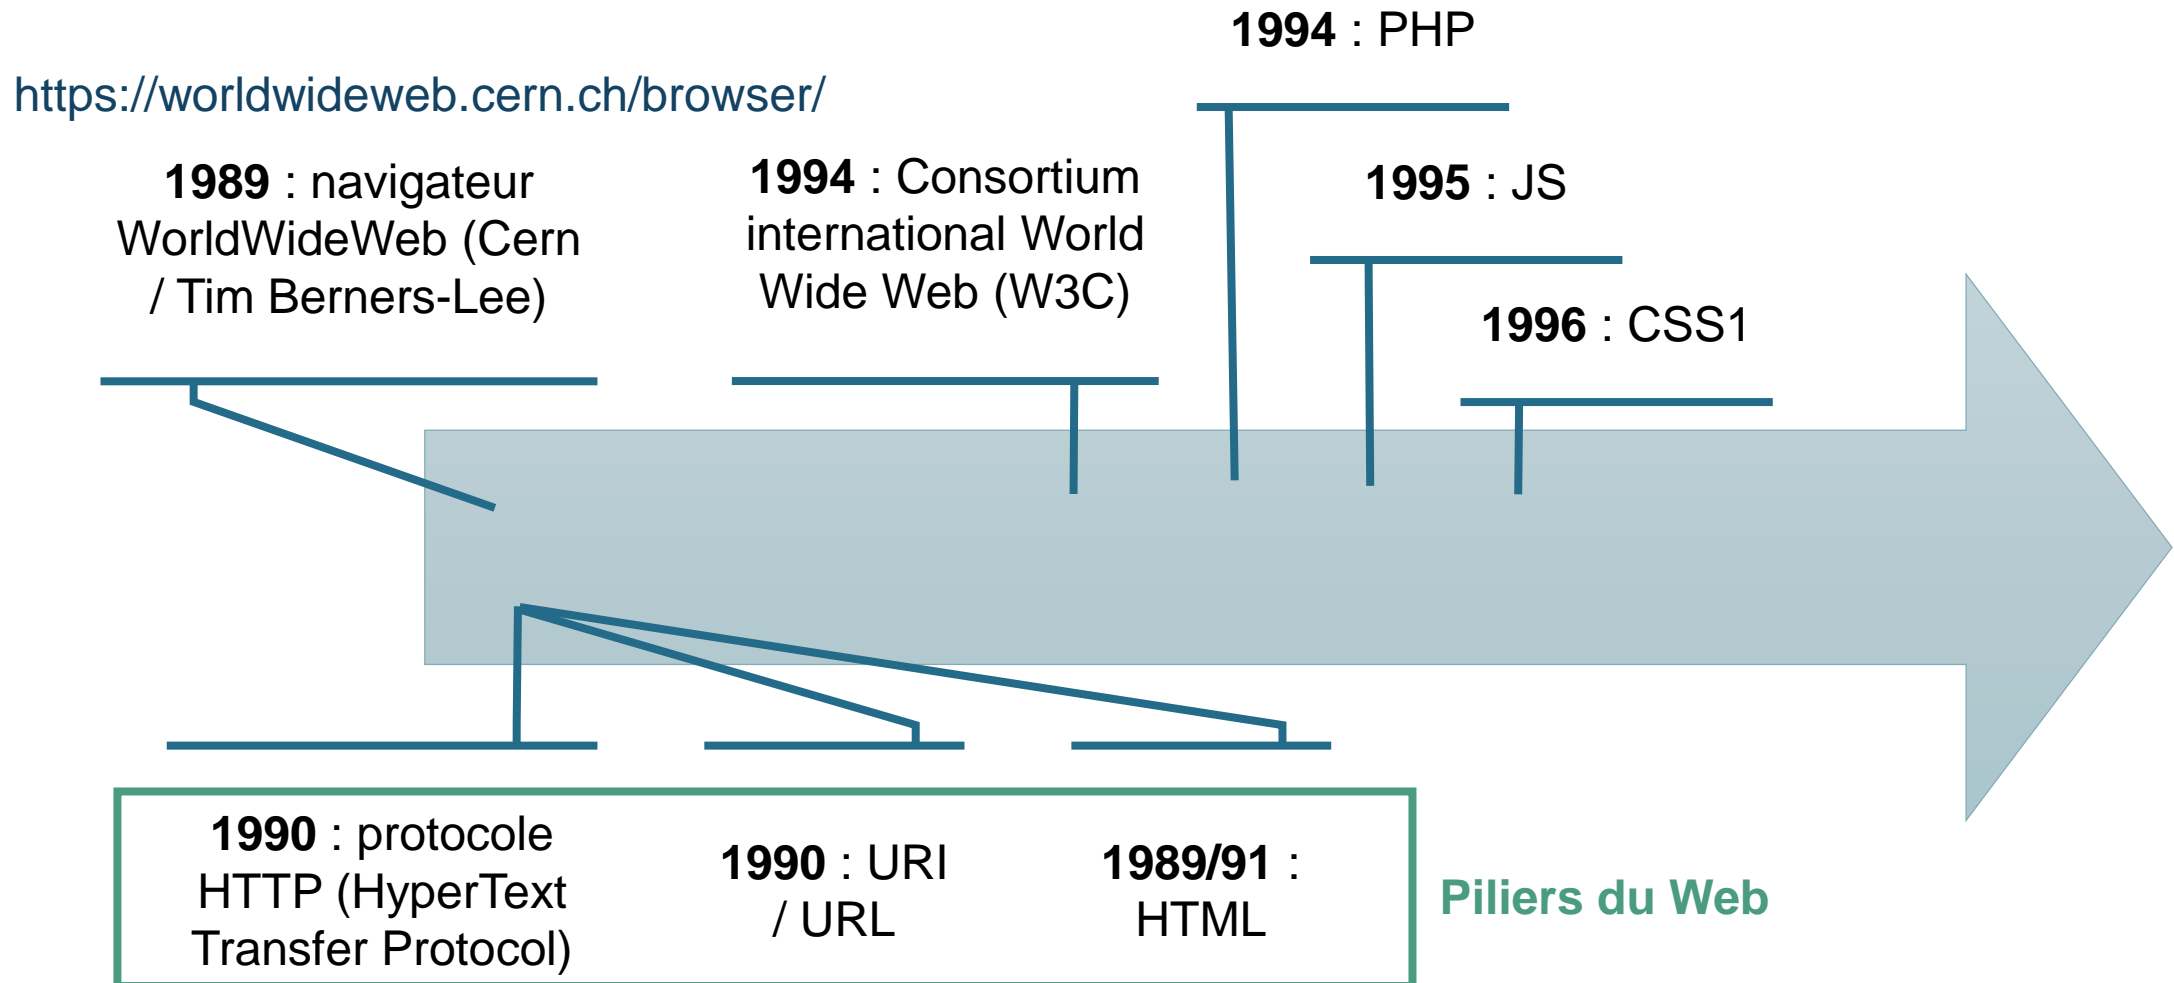 1994 : PHP
https://worldwideweb.cern.ch/browser/
1989 : navigateur
WorldWideWeb (Cern
/ Tim Berners-Lee)
1994 : Consortium
international World
Wide Web (W3C)
1995 : JS
1996 : CSS1
1990 : protocole
HTTP (HyperText
Transfer Protocol)
1990 : URI
/ URL
1989/91 :
HTML
Piliers du Web